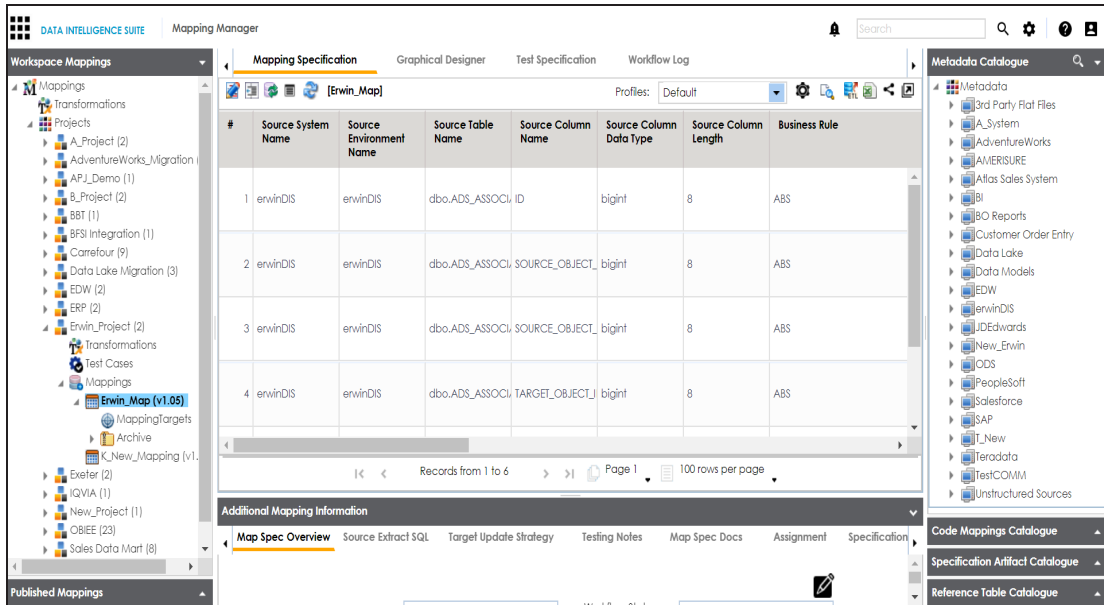 DATA INTELLIGENCE SUITE
Mapping Manager
Search
Workspace Mappings
Mappings
Transformations
Projects
A_Project (2)
AdventureWorks_Migration (
APJ_Demo (1)
B_Project (2)
BBT (1)
BFSI Integration (1)
Carrefour (9)
Data Lake Migration (3)
EDW (2)
ERP (2)
Erwin_Project (2)
Transformations
Test Cases
Mappings
Erwin_Map (v1.05)
MappingTargets
Archive
K_New_Mapping (v1.
Exeter (2)
IQVIA (1)
New_Project (1)
OBIEE (23)
Sales Data Mart (8)
Published Mappings
Mapping Specification Graphical Designer Test Specification Workflow Log
[Erwin_Map] Profiles: Default
# Source System Name Source Environment Name Source Table Name Source Column Name Source Column Data Type Source Column Length Business Rule
1 erwinDIS erwinDIS dbo.ADS_ASSOCI ID bigint 8 ABS
2 erwinDIS erwinDIS dbo.ADS_ASSOCI SOURCE_OBJECT_ bigint 8 ABS
3 erwinDIS erwinDIS dbo.ADS_ASSOCI SOURCE_OBJECT_ bigint 8 ABS
4 erwinDIS erwinDIS dbo.ADS_ASSOCI TARGET_OBJECT_I bigint 8 ABS
Records from 1 to 6 Page 1 100 rows per page
Additional Mapping Information
Map Spec Overview Source Extract SQL Target Update Strategy Testing Notes Map Spec Docs Assignment Specification
Metadata Catalogue
Metadata
3rd Party Flat Files
A_System
AdventureWorks
AMERISURE
Atlas Sales System
BI
BO Reports
Customer Order Entry
Data Lake
Data Models
EDW
erwinDIS
JDEdwards
New_Erwin
ODS
PeopleSoft
Salesforce
SAP
T_New
Teradata
TestCOMM
Unstructured Sources
Code Mappings Catalogue
Specification Artifact Catalogue
Reference Table Catalogue